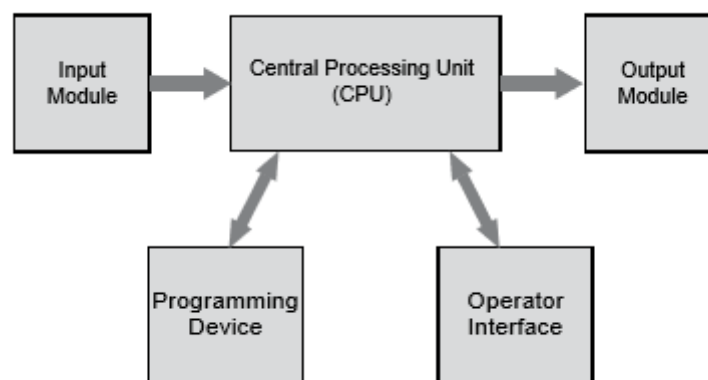 Input
Module
Central Processing Unit
(CPU)
Output
Module
Programming
Device
Operator
Interface